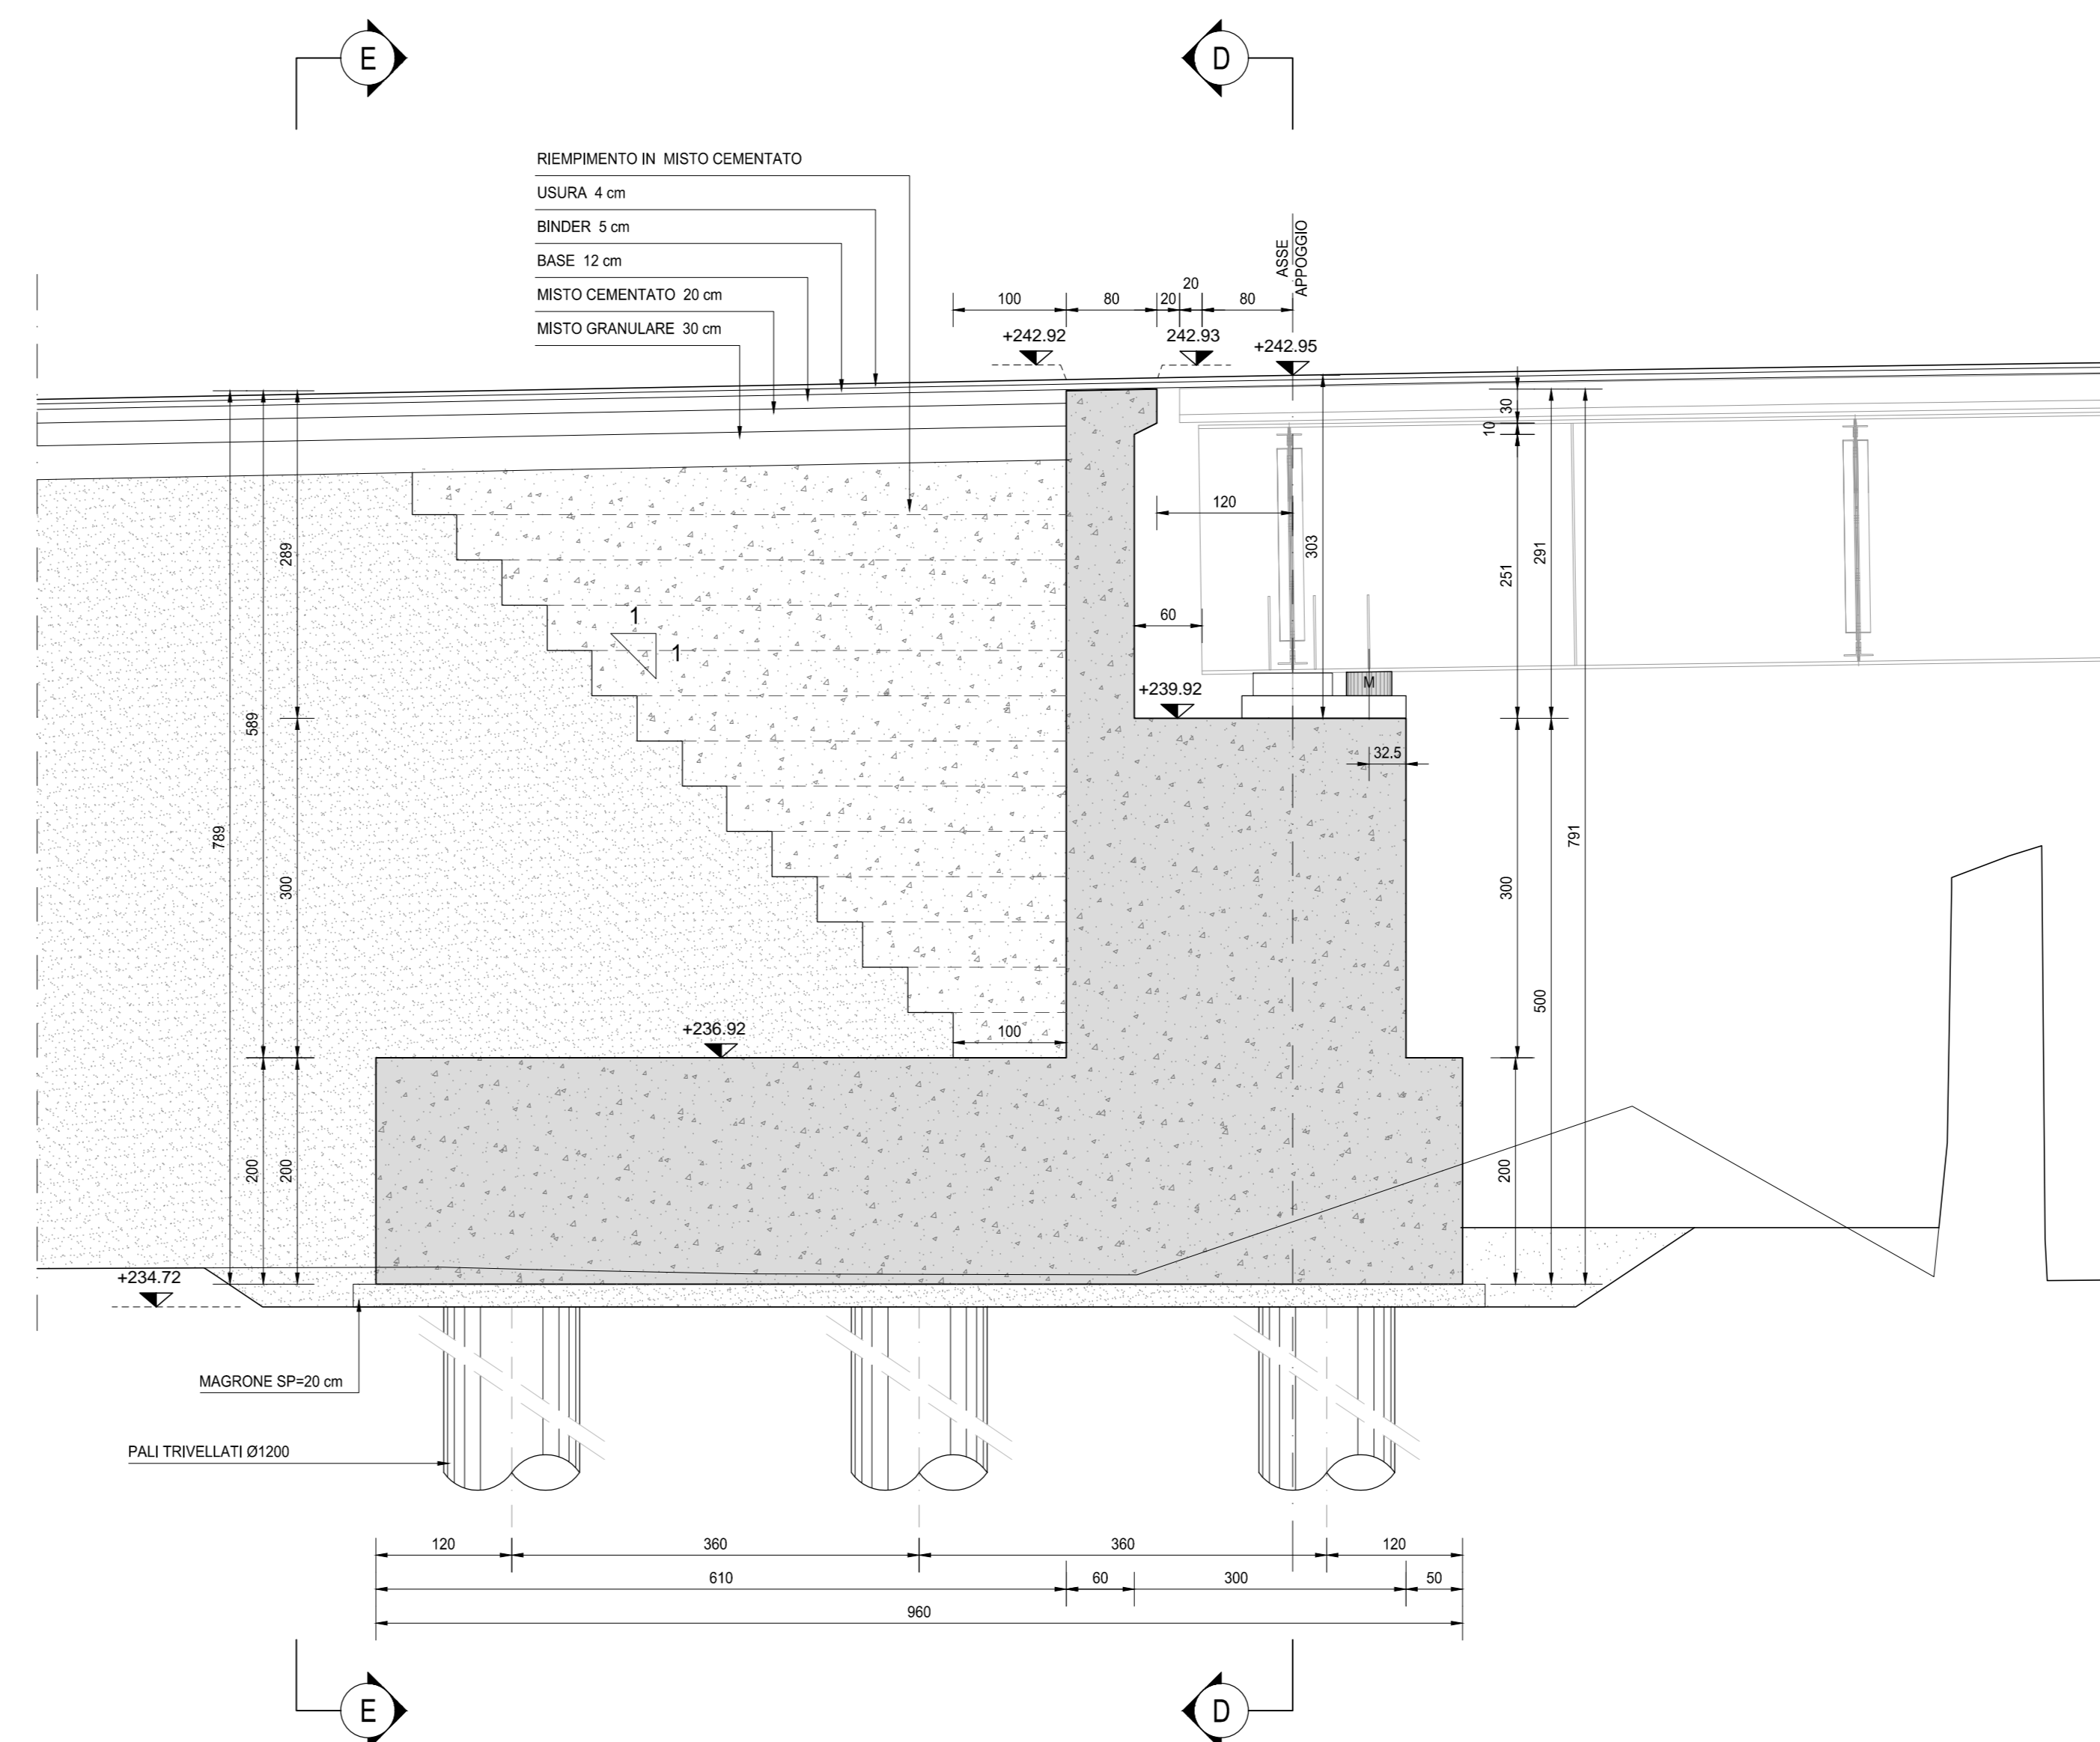 E
D
RIEMPIMENTO IN MISTO CEMENTATO
USURA 4 cm
BINDER 5 cm
BASE 12 cm
MISTO CEMENTATO 20 cm
MISTO GRANULARE 30 cm
ASSE
APPOGGIO
20
100
80
20
80
+242.92
242.93
+242.95
30
10
120
289
303
251
291
1
1
60
M
+239.92
589
32.5
789
791
300
300
500
+236.92
100
200
200
200
+234.72
MAGRONE SP=20 cm
PALI TRIVELLATI Ø1200
120
360
360
120
610
60
300
50
960
E
D